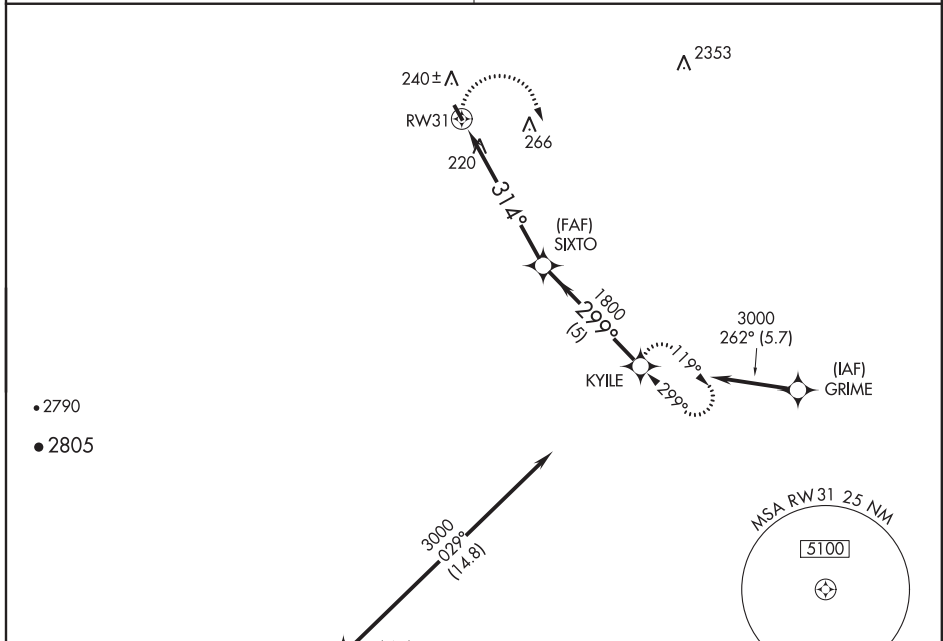 2353
240±
RW31
266
220
314°
(FAF)
SIXTO
1800
299°
(5)
3000
262° (5.7)
119°
(IAF)
KYILE
GRIME
299°
2790
2805
MSA RW31 25 NM
3000
029°
(14.8)
5100